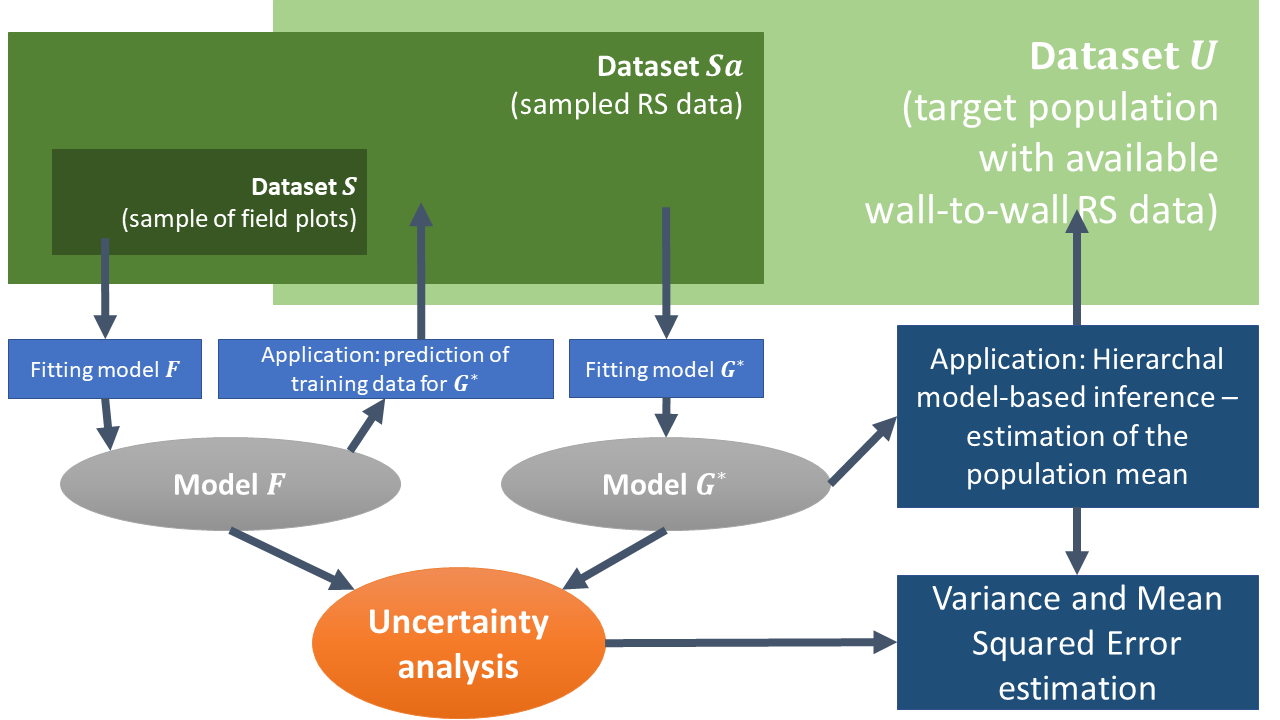 Dataset U
(target population
with available
wall-to-wall RS data)
Dataset Sa
(sampled RS data)
Dataset S
(sample of field plots)
Fitting model F
Application: prediction of
training data for G*
Fitting model G*
Application: Hierarchal
model-based inference –
estimation of the
population mean
Model F
Model G*
Uncertainty
analysis
Variance and Mean
Squared Error
estimation